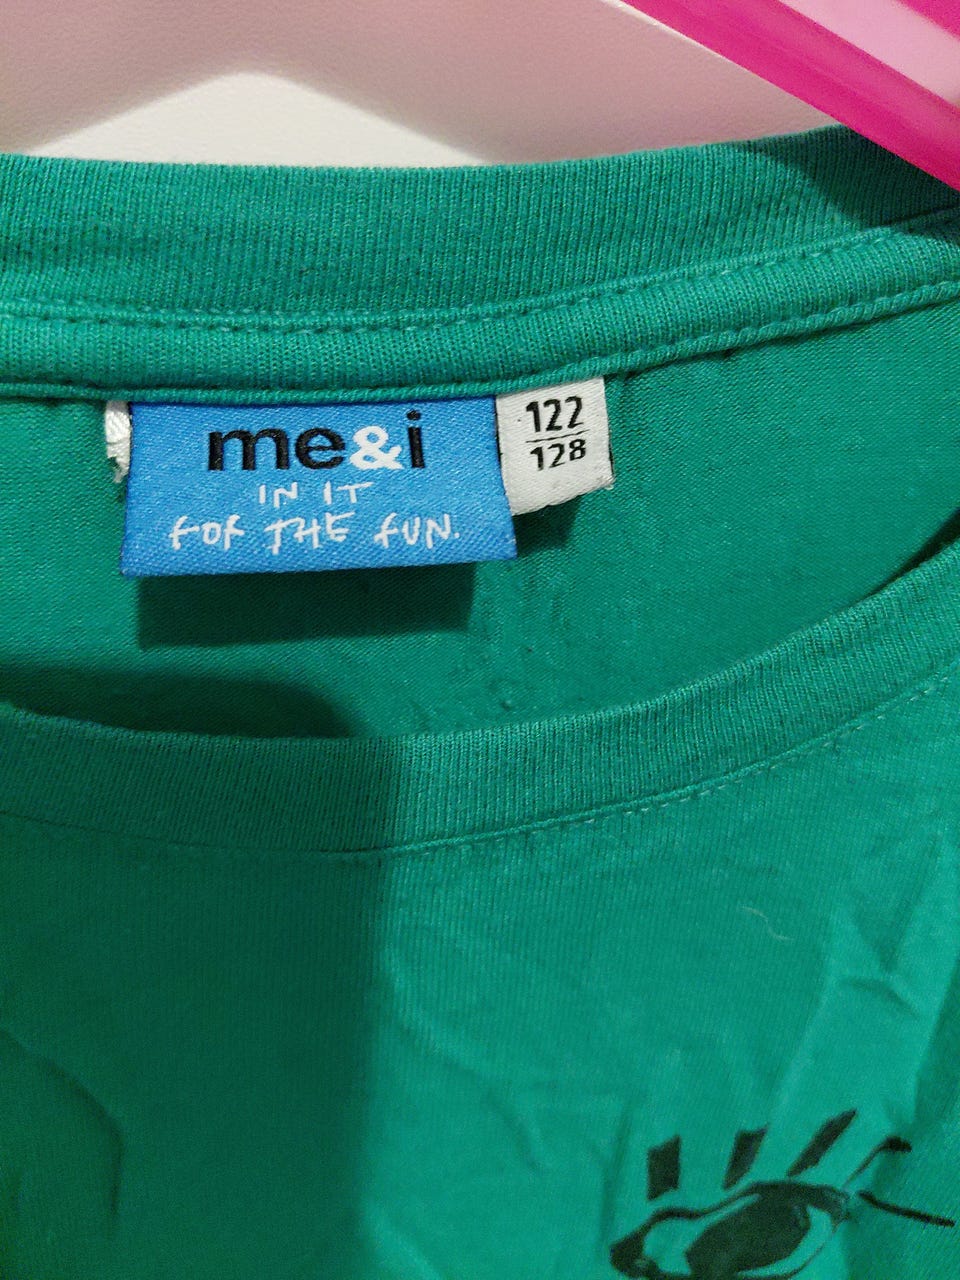 me&i
IN IT
FOR THE FUN.
122
128